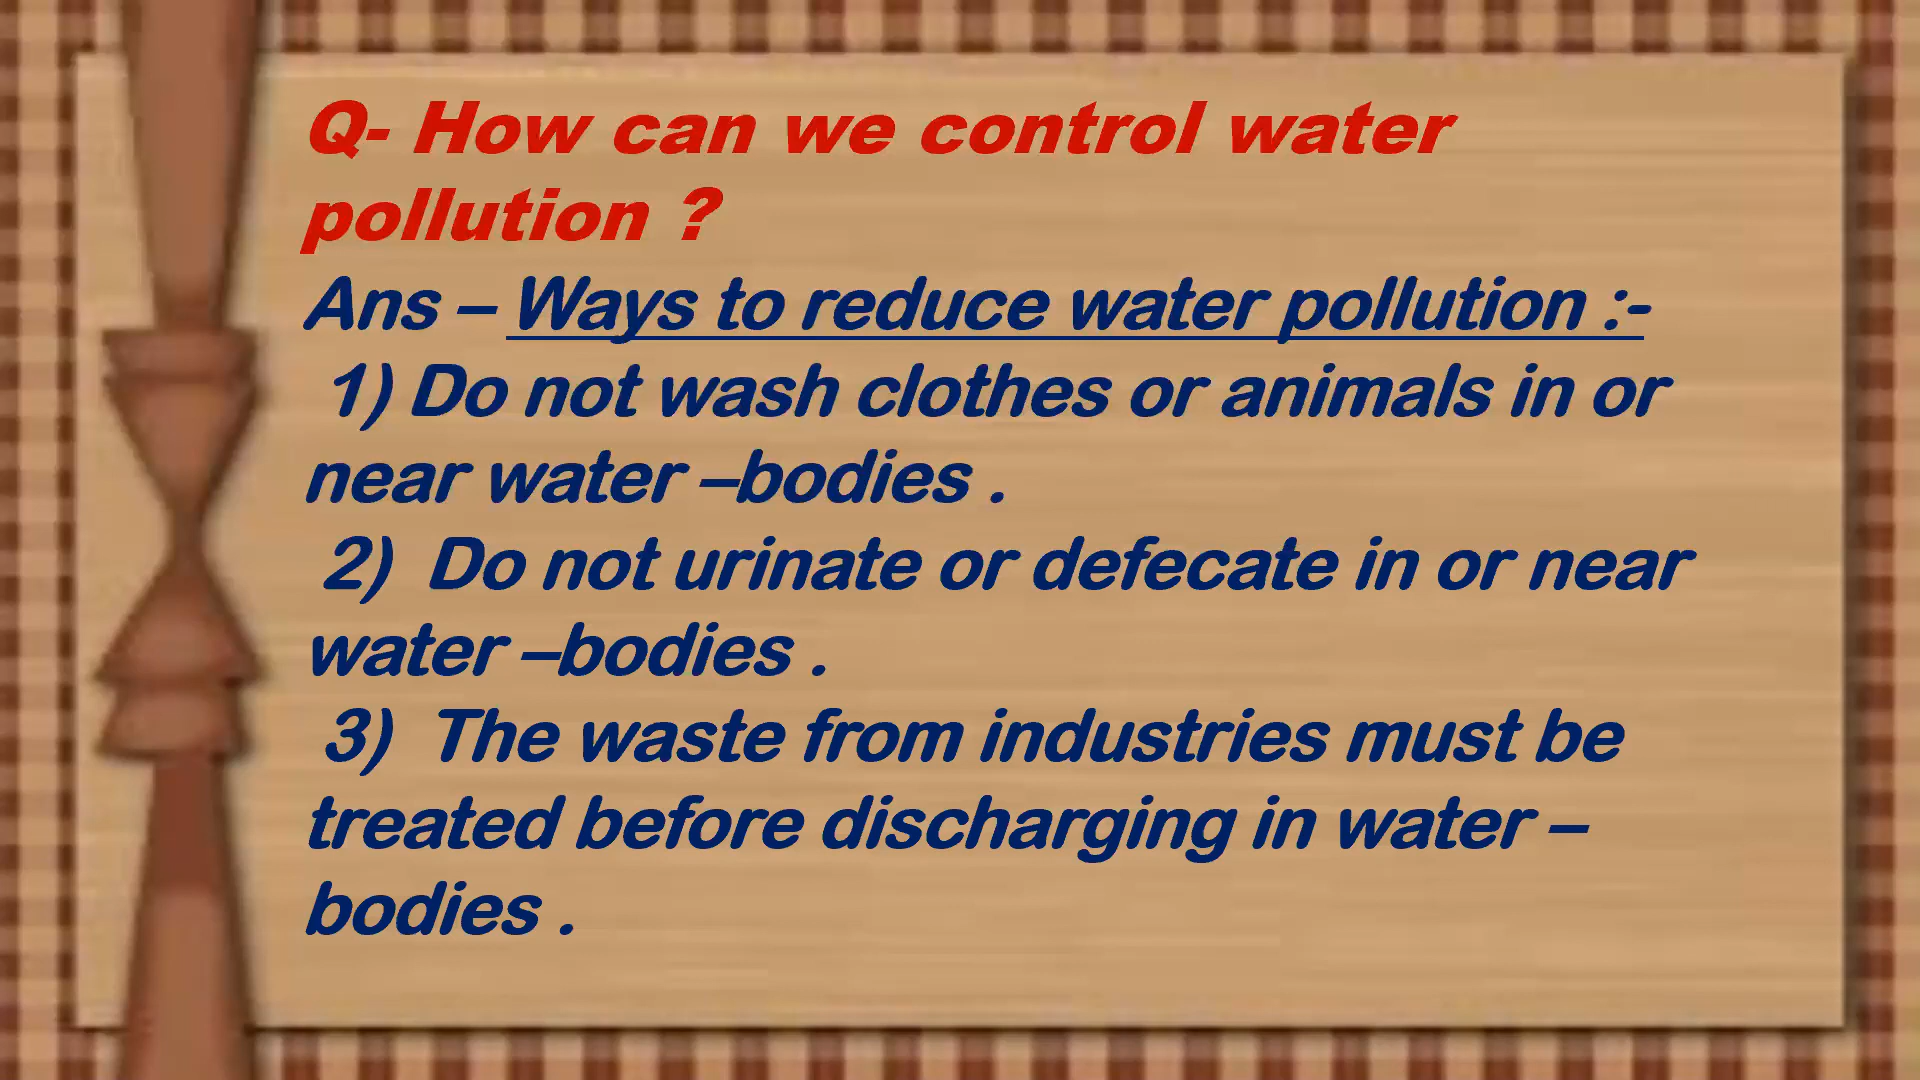 Q- How can we control water
pollution ?
Ans – Ways to reduce water pollution :-
1) Do not wash clothes or animals in or
near water –bodies .
2) Do not urinate or defecate in or near
water –bodies .
3) The waste from industries must be
treated before discharging in water –
bodies .